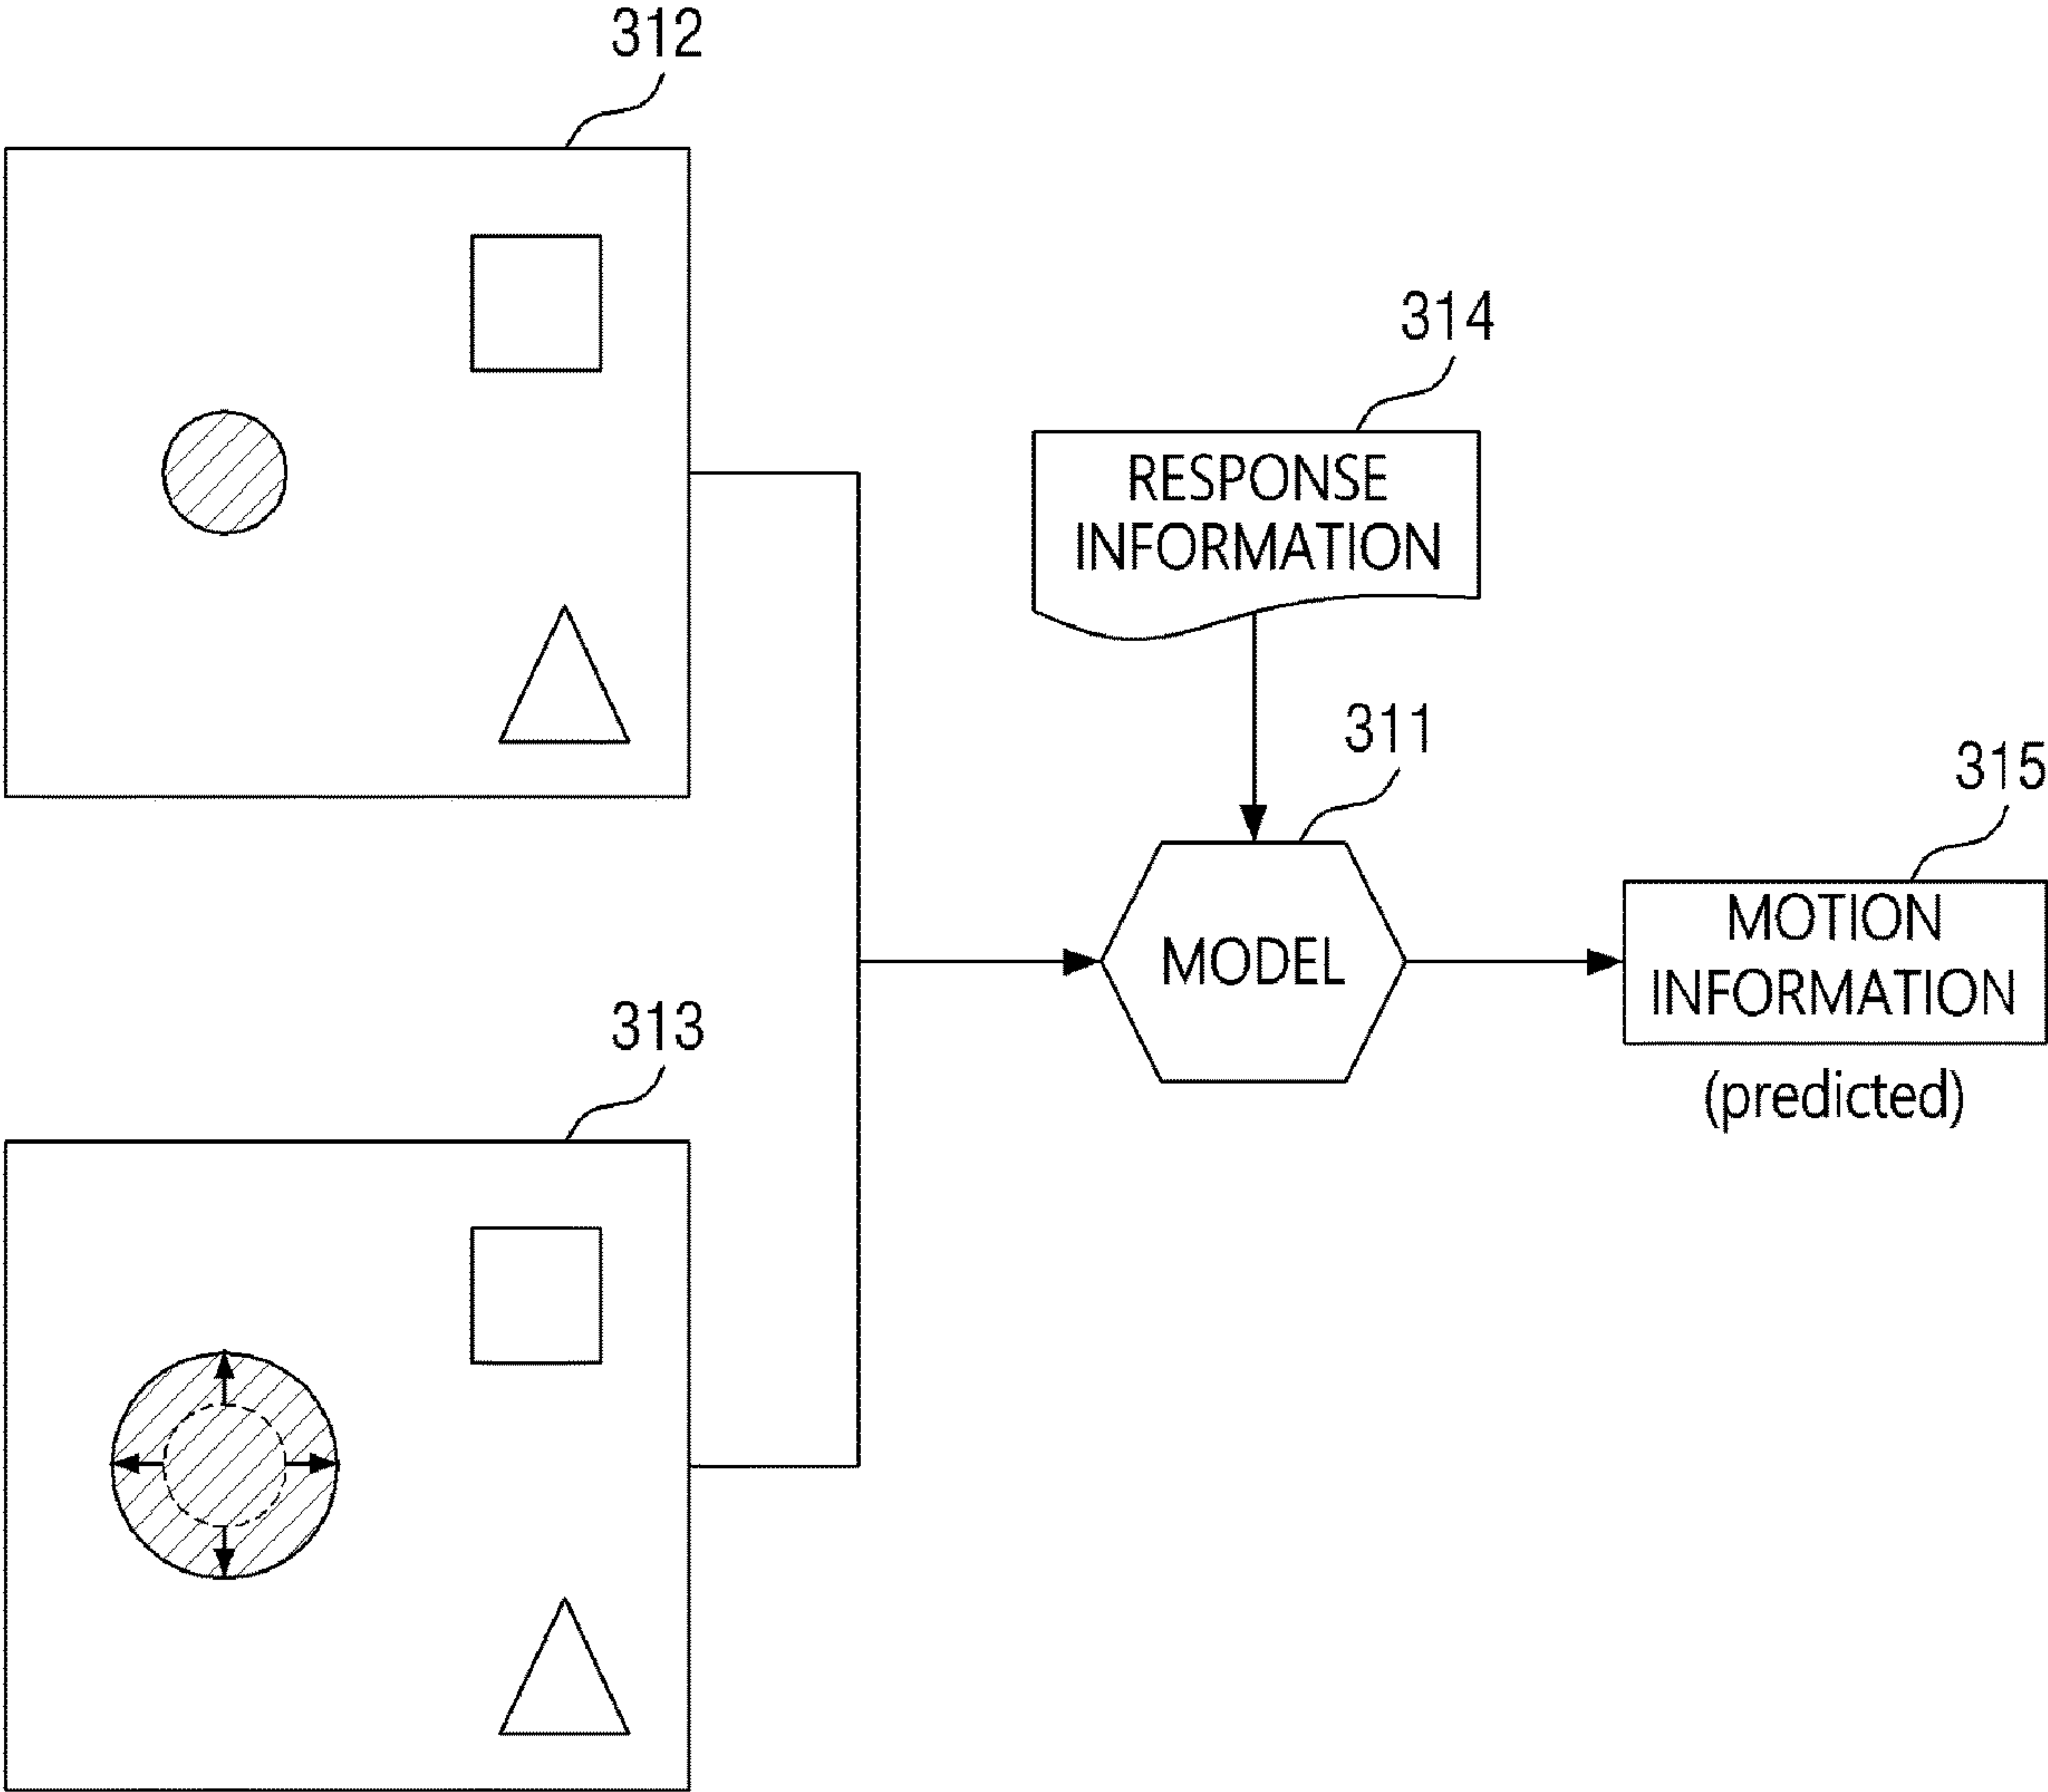 312
314
RESPONSE
INFORMATION
311
315
MODEL
MOTION
INFORMATION
(predicted)
313